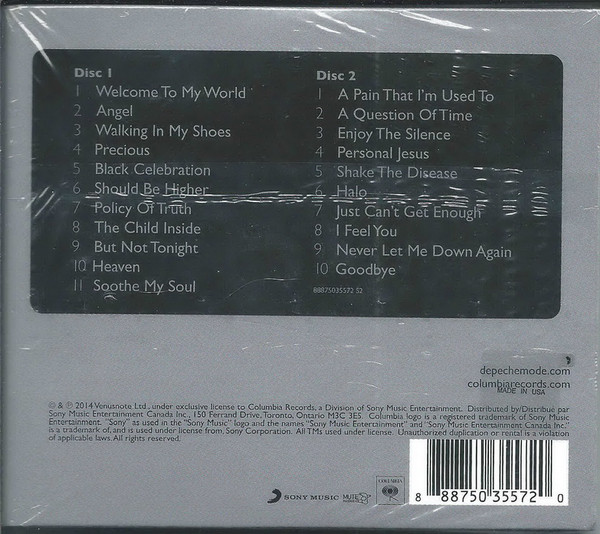 Disc 1
1 Welcome To My World
2 Angel
3 Walking In My Shoes
4 Precious
5 Black Celebration
6 Should Be Higher
7 Policy Of Truth
8 The Child Inside
9 But Not Tonight
10 Heaven
11 Soothe My Soul
Disc 2
1 A Pain That I'm Used To
2 A Question Of Time
3 Enjoy The Silence
4 Personal Jesus
5 Shake The Disease
6 Halo
7 Just Can't Get Enough
8 I Feel You
9 Never Let Me Down Again
10 Goodbye
88875035572 S2
depechemode.com
columbiarecords.com
MADE IN USA
© & ℗ 2014 Venusnote Ltd., under exclusive license to Columbia Records, a Division of Sony Music Entertainment. Distributed by/Distribué par
Sony Music Entertainment Canada Inc., 150 Ferrand Drive, Toronto, Ontario M3C 3E5. Columbia logo is a registered trademark of Sony Music
Entertainment. "Sony" as used in the "Sony Music" logo and the names "Sony Music Entertainment" and "Sony Music Entertainment Canada Inc."
is a trademark of, and is used under license from, Sony Corporation. All TMs used under license. Unauthorized duplication or rental is a violation
of applicable laws. All rights reserved.
SONY MUSIC
MUTE
COLUMBIA
8 88750 35572 0